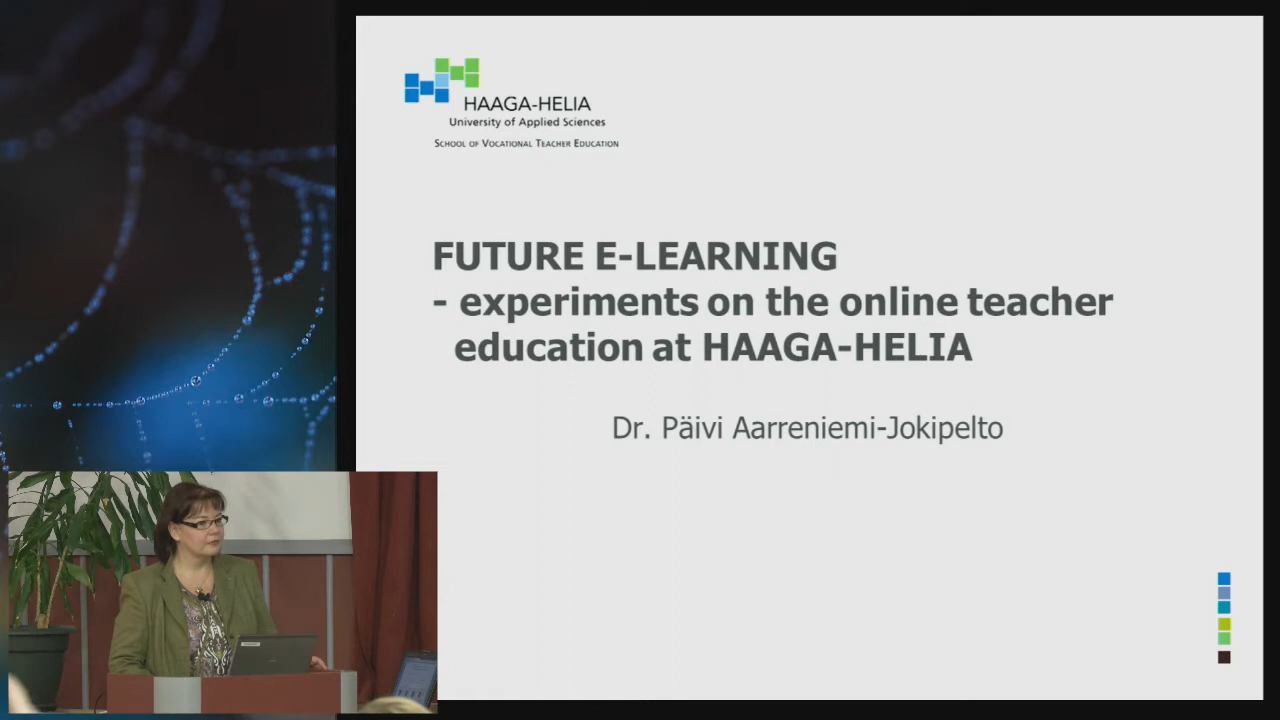 HAAGA-HELIA
University of Applied Sciences
SCHOOL OF VOCATIONAL TEACHER EDUCATION
FUTURE E-LEARNING
- experiments on the online teacher
education at HAAGA-HELIA
Dr. Päivi Aarreniemi-Jokipelto